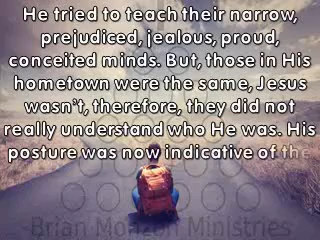 He tried to teach their narrow,
prejudiced, jealous, proud,
conceited minds. But, those in His
hometown were the same, Jesus
wasn't, therefore, they did not
really understand who He was. His
posture was now indicative of the
Brian Monzon Ministries